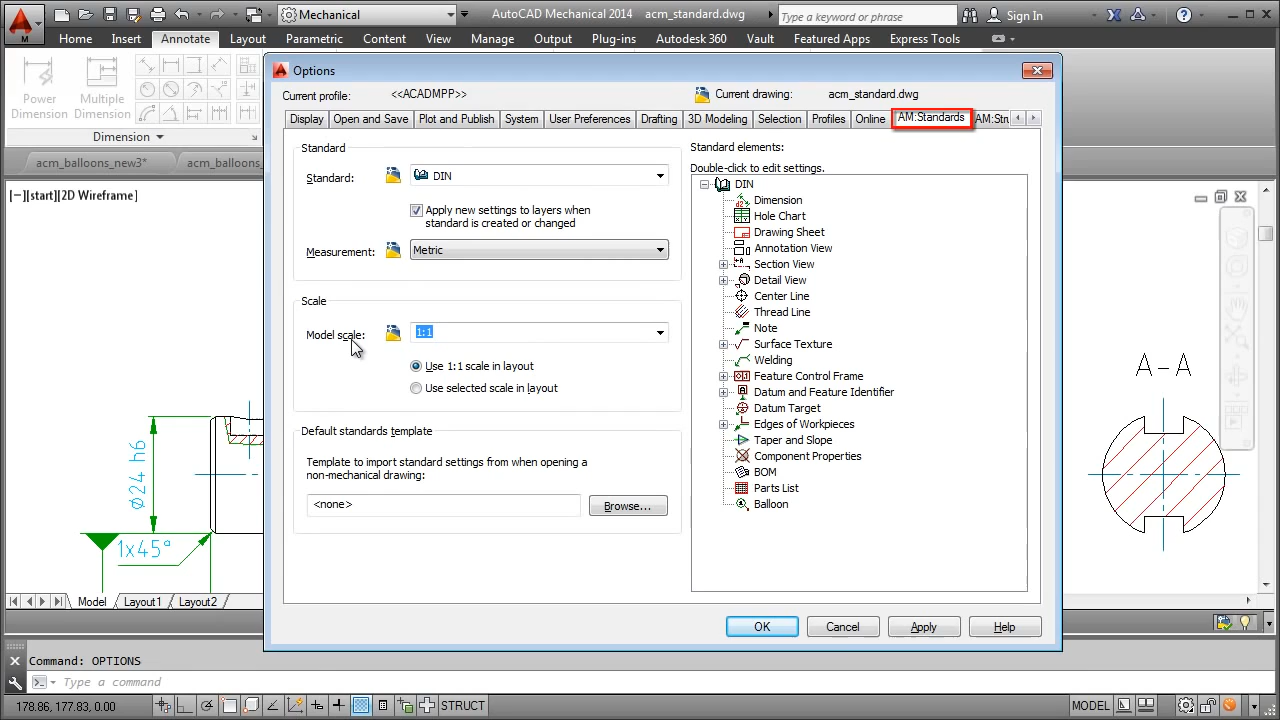 Mechanical
AutoCAD Mechanical 2014 acm_standard.dwg
Type a keyword or phrase
Sign In
M
Home Insert Annotate Layout Parametric Content View Manage Output Plug-ins Autodesk 360 Vault Featured Apps Express Tools
Power Dimension
Multiple Dimension
Dimension
acm_balloons_new3*
acm_balloons_
[−][start][2D Wireframe]
Options
Current profile: <<ACADMPP>>
Current drawing: acm_standard.dwg
Display Open and Save Plot and Publish System User Preferences Drafting 3D Modeling Selection Profiles Online AM:Standards AM:Stru
Standard
Standard: DIN
Apply new settings to layers when
standard is created or changed
Measurement: Metric
Scale
Model scale: 1:1
Use 1:1 scale in layout
Use selected scale in layout
Default standards template
Template to import standard settings from when opening a
non-mechanical drawing:
<none>
Browse...
Standard elements:
Double-click to edit settings.
DIN
Dimension
Hole Chart
Drawing Sheet
Annotation View
Section View
Detail View
Center Line
Thread Line
Note
Surface Texture
Welding
Feature Control Frame
Datum and Feature Identifier
Datum Target
Edges of Workpieces
Taper and Slope
Component Properties
BOM
Parts List
Balloon
OK Cancel Apply Help
ø24 h6
1x45°
A−A
Model Layout1 Layout2
Command: OPTIONS
Type a command
178.86, 177.83, 0.00
STRUCT
MODEL